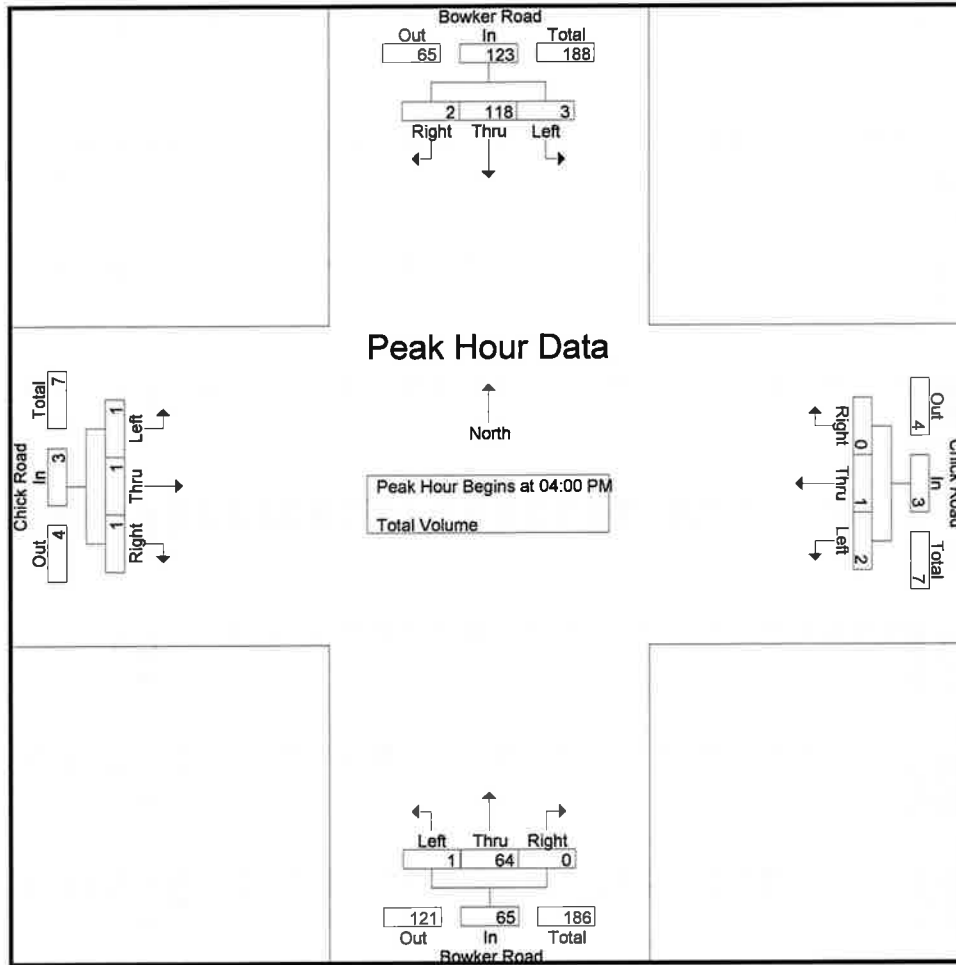 Bowker Road
Out In Total
65 123 188
2 118 3
Right Thru Left
Peak Hour Data
North
Peak Hour Begins at 04:00 PM
Total Volume
Chick Road
Out In Total
4 3 7
Left Thru Right
1 1 1
Chick Road
Out In Total
4 3 7
Right Thru Left
0 1 2
Left Thru Right
1 64 0
121 65 186
Out In Total
Bowker Road